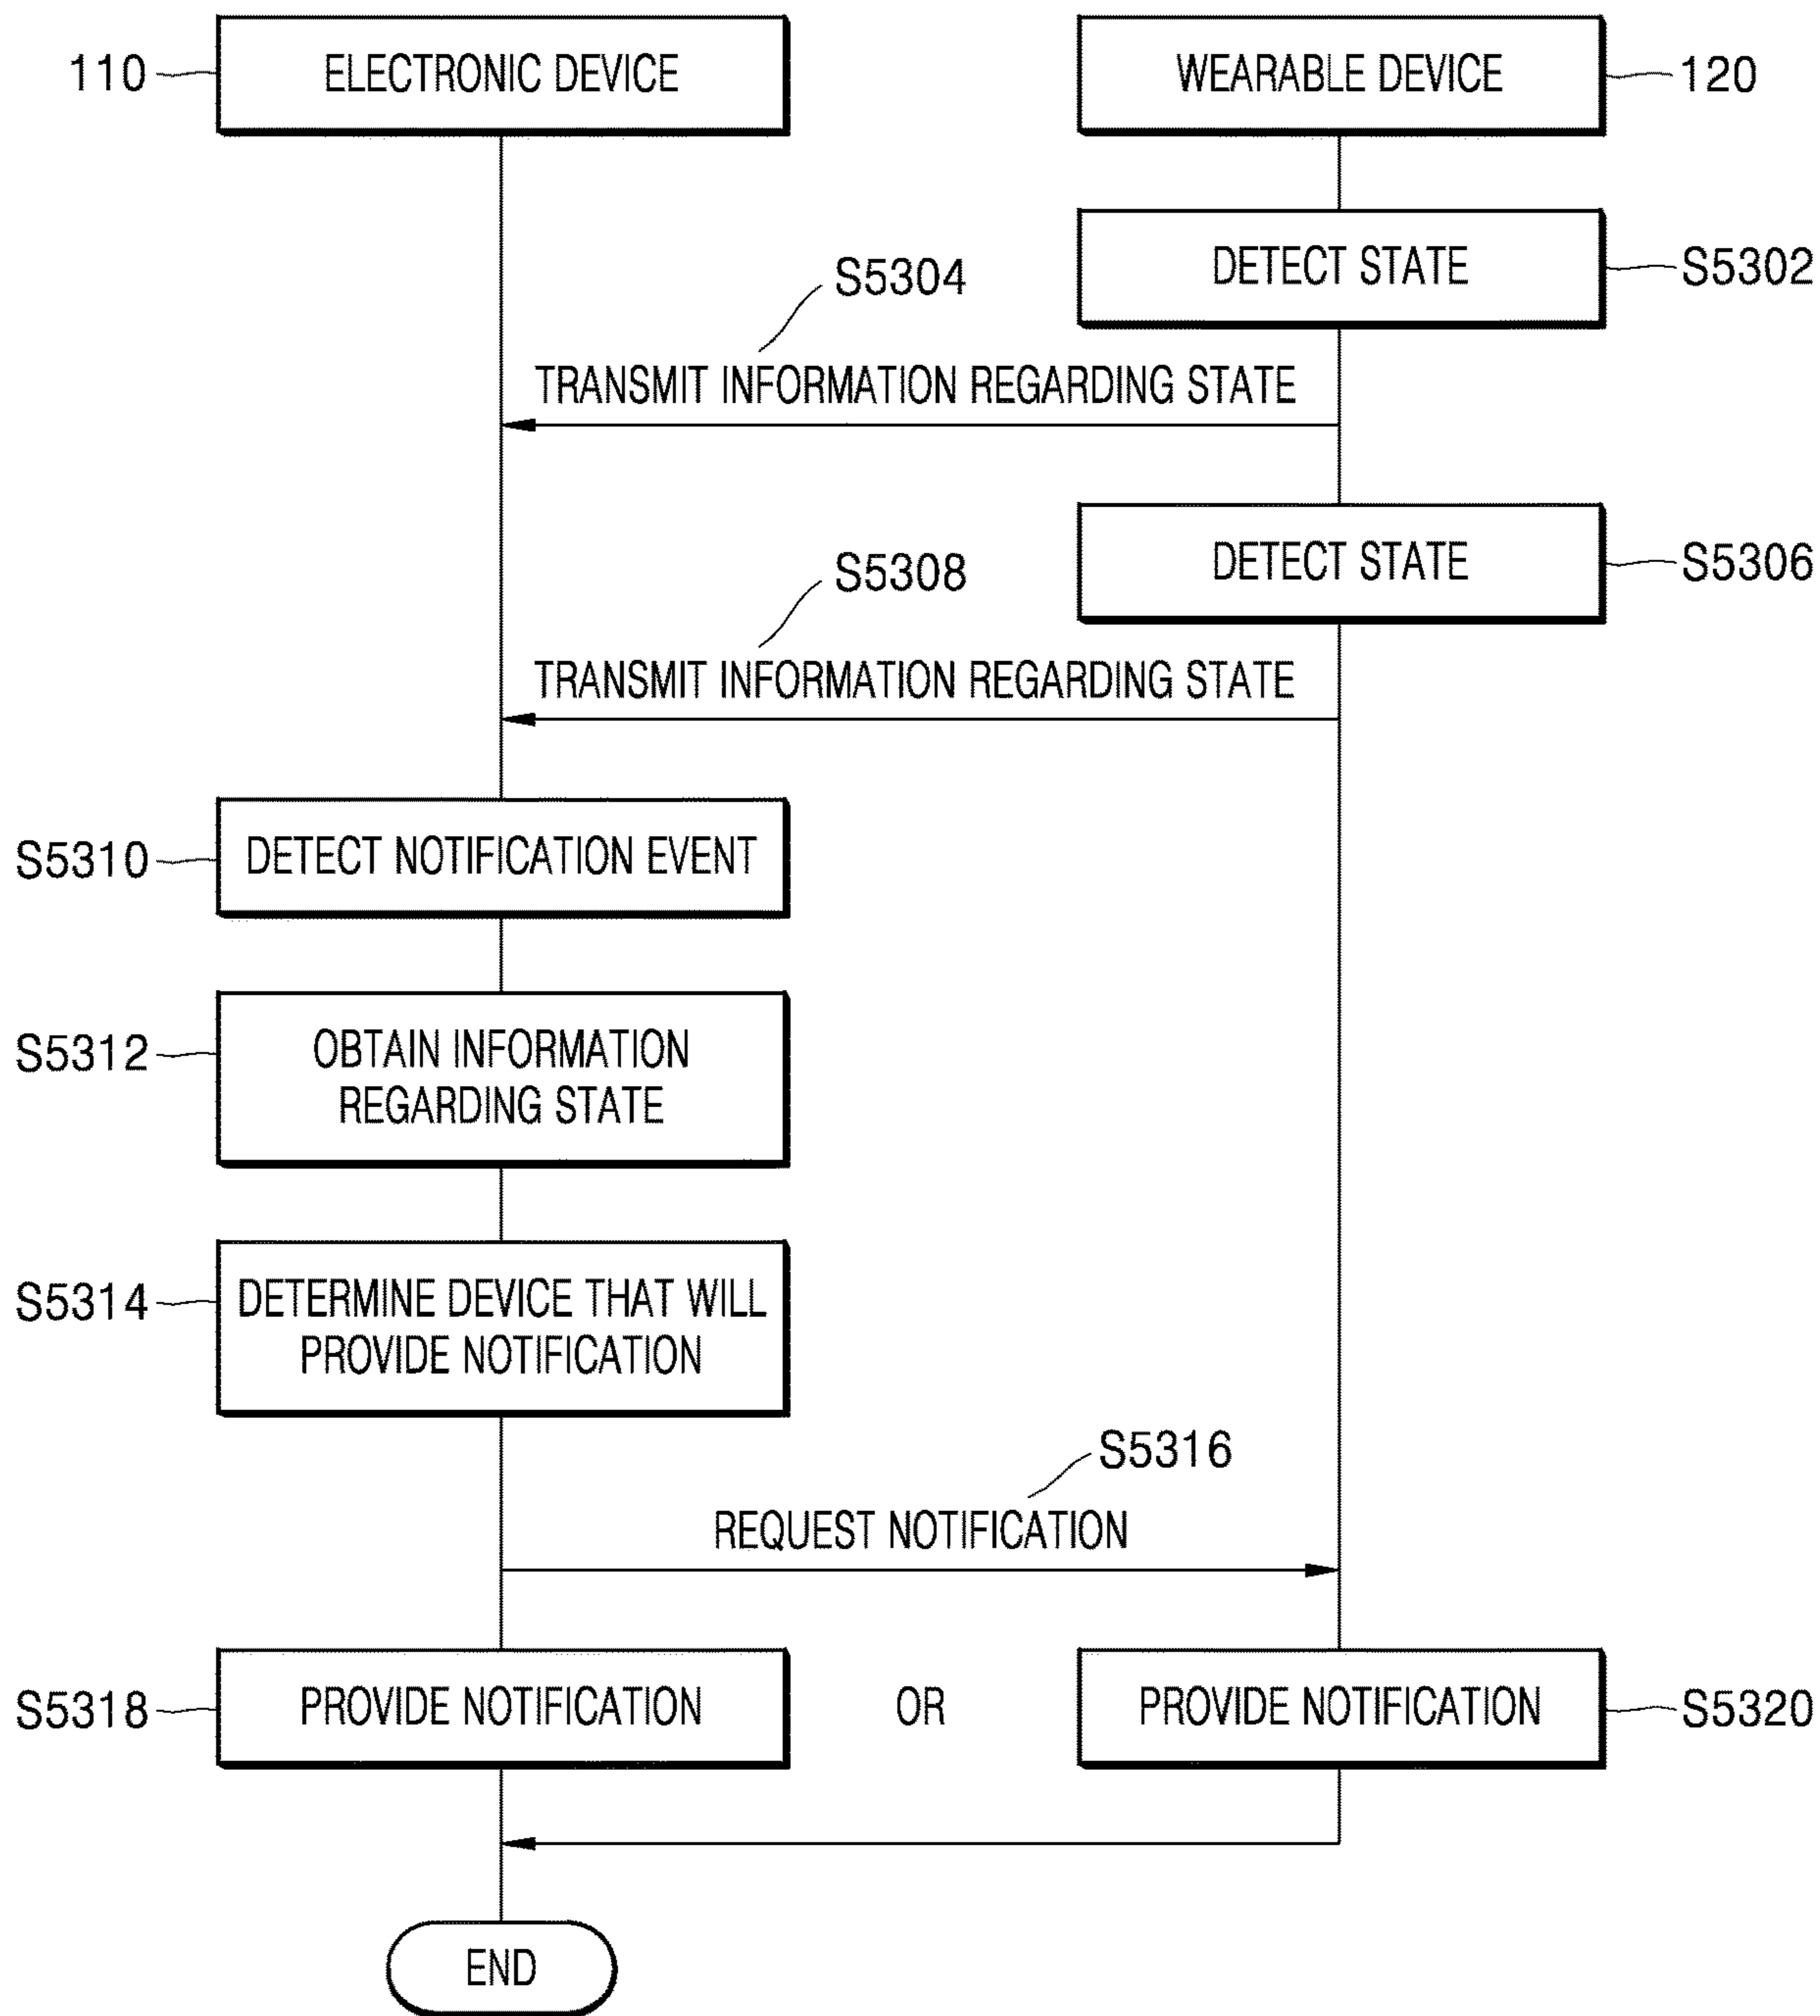 110
ELECTRONIC DEVICE
WEARABLE DEVICE
120
DETECT STATE
S5302
S5304
TRANSMIT INFORMATION REGARDING STATE
DETECT STATE
S5306
S5308
TRANSMIT INFORMATION REGARDING STATE
S5310
DETECT NOTIFICATION EVENT
S5312
OBTAIN INFORMATION
REGARDING STATE
S5314
DETERMINE DEVICE THAT WILL
PROVIDE NOTIFICATION
S5316
REQUEST NOTIFICATION
S5318
PROVIDE NOTIFICATION
OR
PROVIDE NOTIFICATION
S5320
END